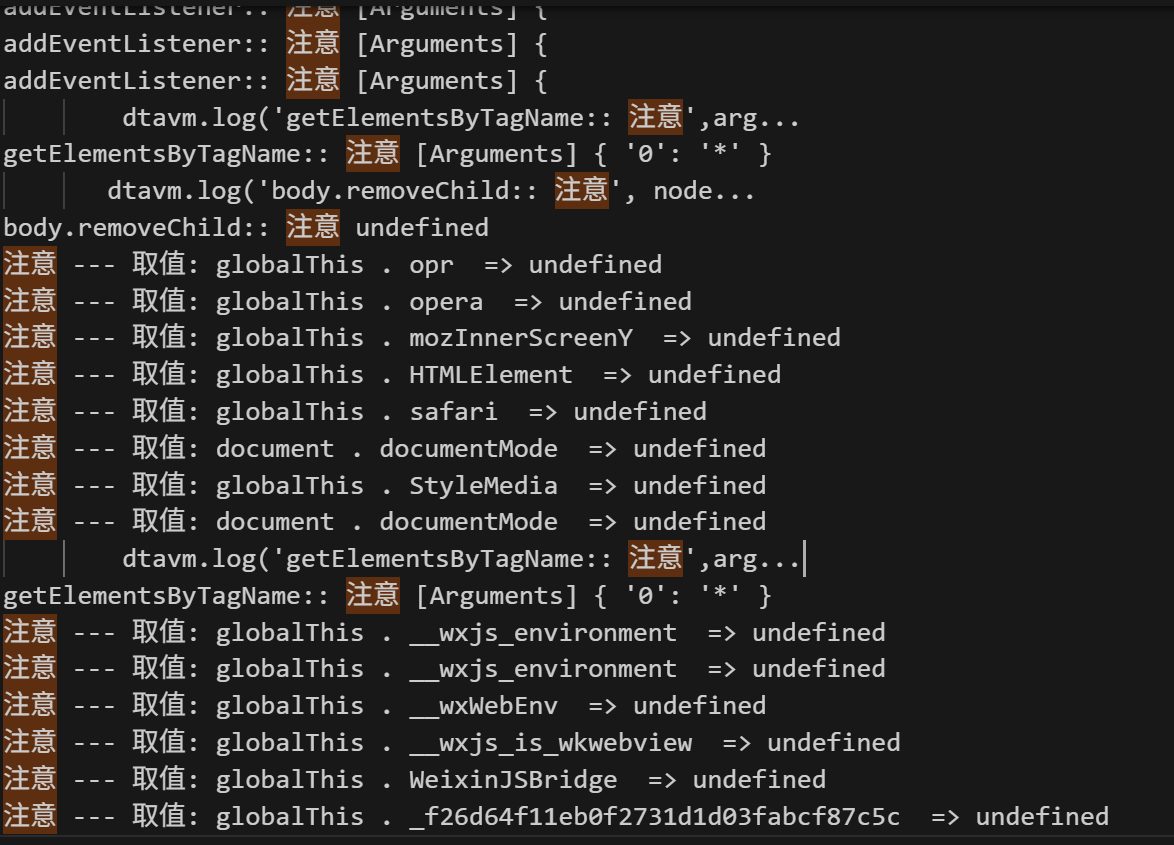 addEventListener:: 注意 [Arguments] {
addEventListener:: 注意 [Arguments] {
addEventListener:: 注意 [Arguments] {
dtavm.log('getElementsByTagName:: 注意',arg...
getElementsByTagName:: 注意 [Arguments] { '0': '*' }
dtavm.log('body.removeChild:: 注意', node...
body.removeChild:: 注意 undefined
注意 --- 取值: globalThis . opr  => undefined
注意 --- 取值: globalThis . opera  => undefined
注意 --- 取值: globalThis . mozInnerScreenY  => undefined
注意 --- 取值: globalThis . HTMLElement  => undefined
注意 --- 取值: globalThis . safari  => undefined
注意 --- 取值: document . documentMode  => undefined
注意 --- 取值: globalThis . StyleMedia  => undefined
注意 --- 取值: document . documentMode  => undefined
dtavm.log('getElementsByTagName:: 注意',arg...
getElementsByTagName:: 注意 [Arguments] { '0': '*' }
注意 --- 取值: globalThis . __wxjs_environment  => undefined
注意 --- 取值: globalThis . __wxjs_environment  => undefined
注意 --- 取值: globalThis . __wxWebEnv  => undefined
注意 --- 取值: globalThis . __wxjs_is_wkwebview  => undefined
注意 --- 取值: globalThis . WeixinJSBridge  => undefined
注意 --- 取值: globalThis . _f26d64f11eb0f2731d1d03fabcf87c5c  => undefined